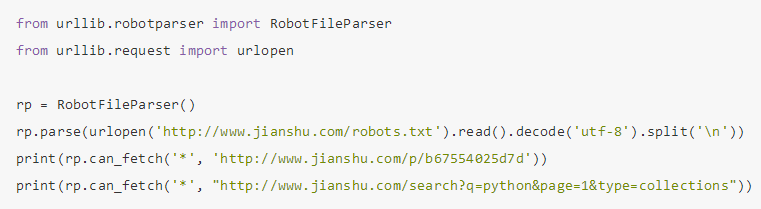 from urllib.robotparser import RobotFileParser
from urllib.request import urlopen
rp = RobotFileParser()
rp.parse(urlopen('http://www.jianshu.com/robots.txt').read().decode('utf-8').split('\n'))
print(rp.can_fetch('*', 'http://www.jianshu.com/p/b67554025d7d'))
print(rp.can_fetch('*', "http://www.jianshu.com/search?q=python&page=1&type=collections"))